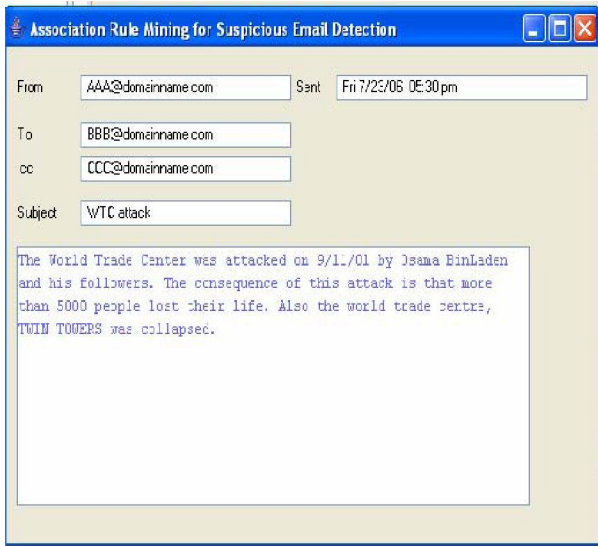 Association Rule Mining for Suspicious Email Detection
From AAA@domainname.com Sent Fri 7/23/06 05:30 pm
To BBB@domainname.com
cc CCC@domainname.com
Subject WTC attack
The World Trade Center was attacked on 9/11/01 by Osama BinLaden
and his followers. The consequence of this attack is that more
than 5000 people lost their life. Also the world trade centre,
TWIN TOWERS was collapsed.